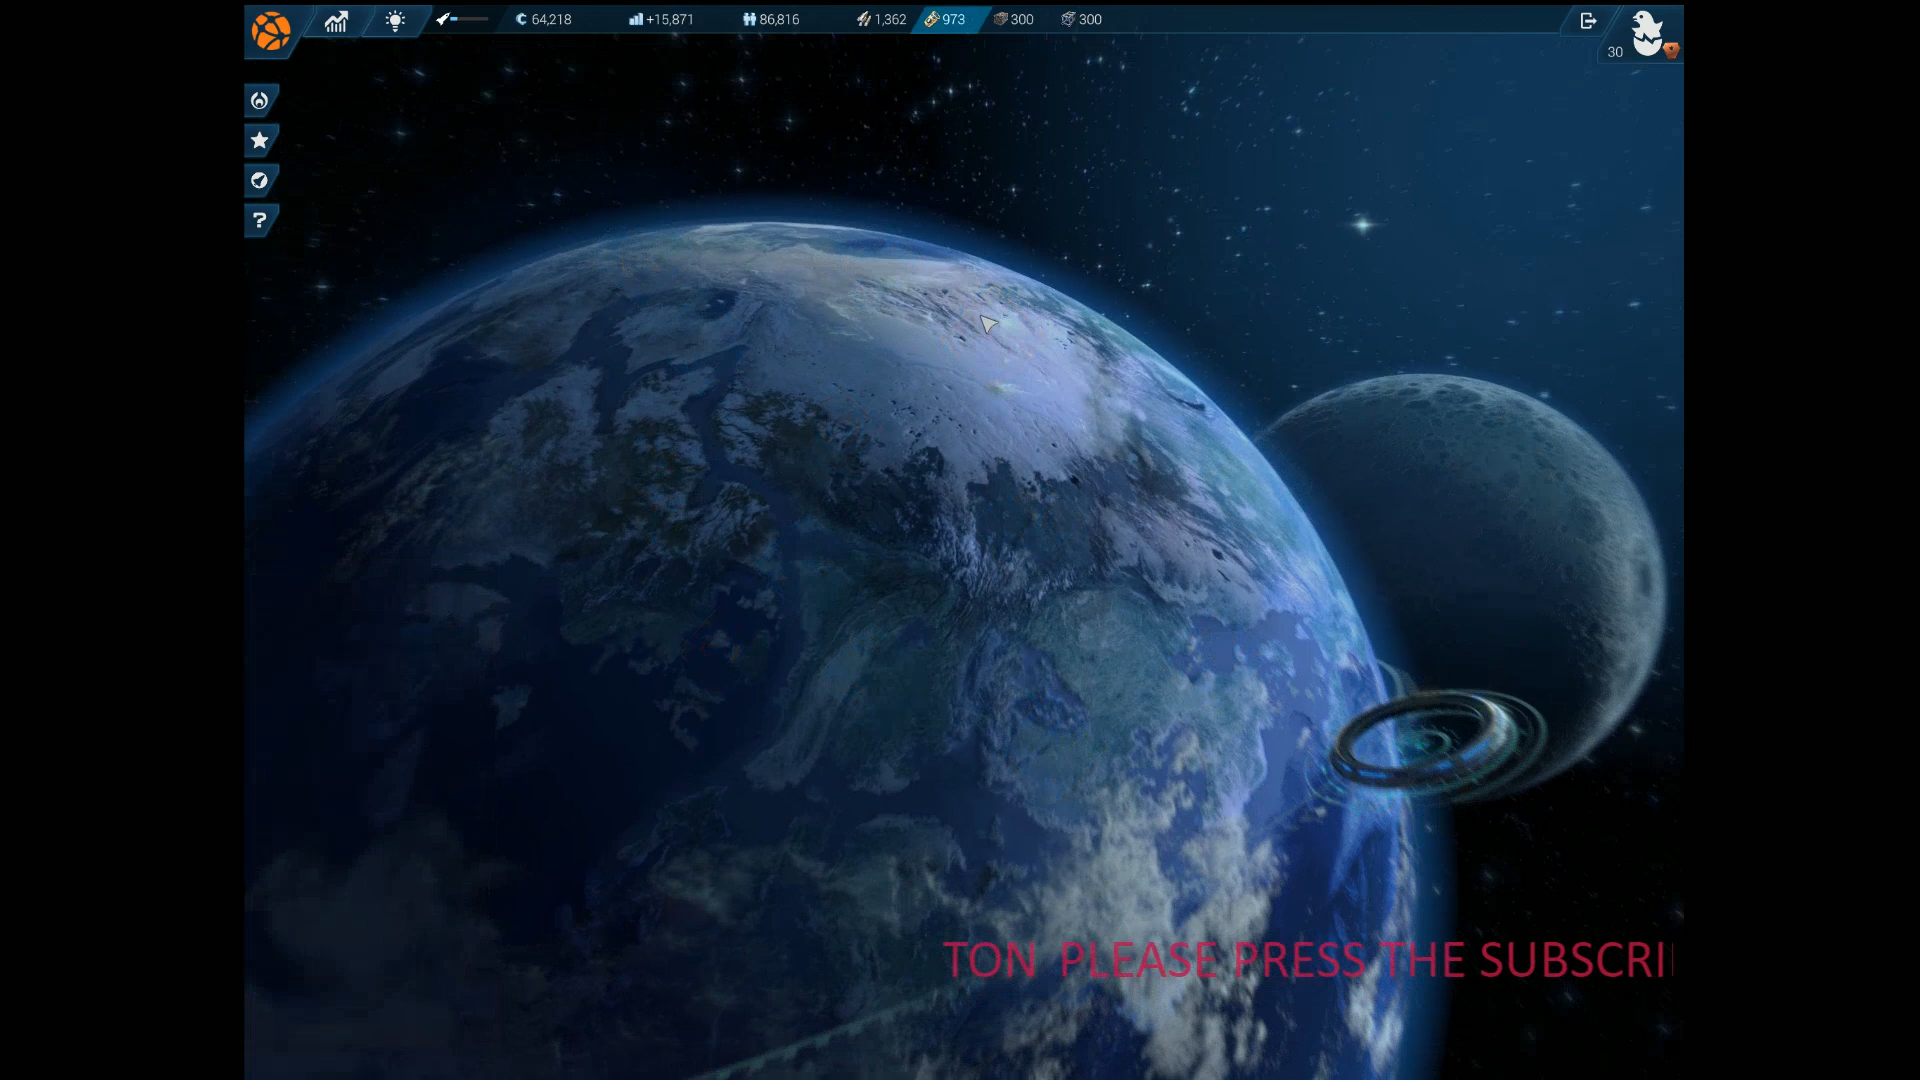 64,218 +15,871 86,816 1,362 973 300 300
30
?
TON PLEASE PRESS THE SUBSCRI